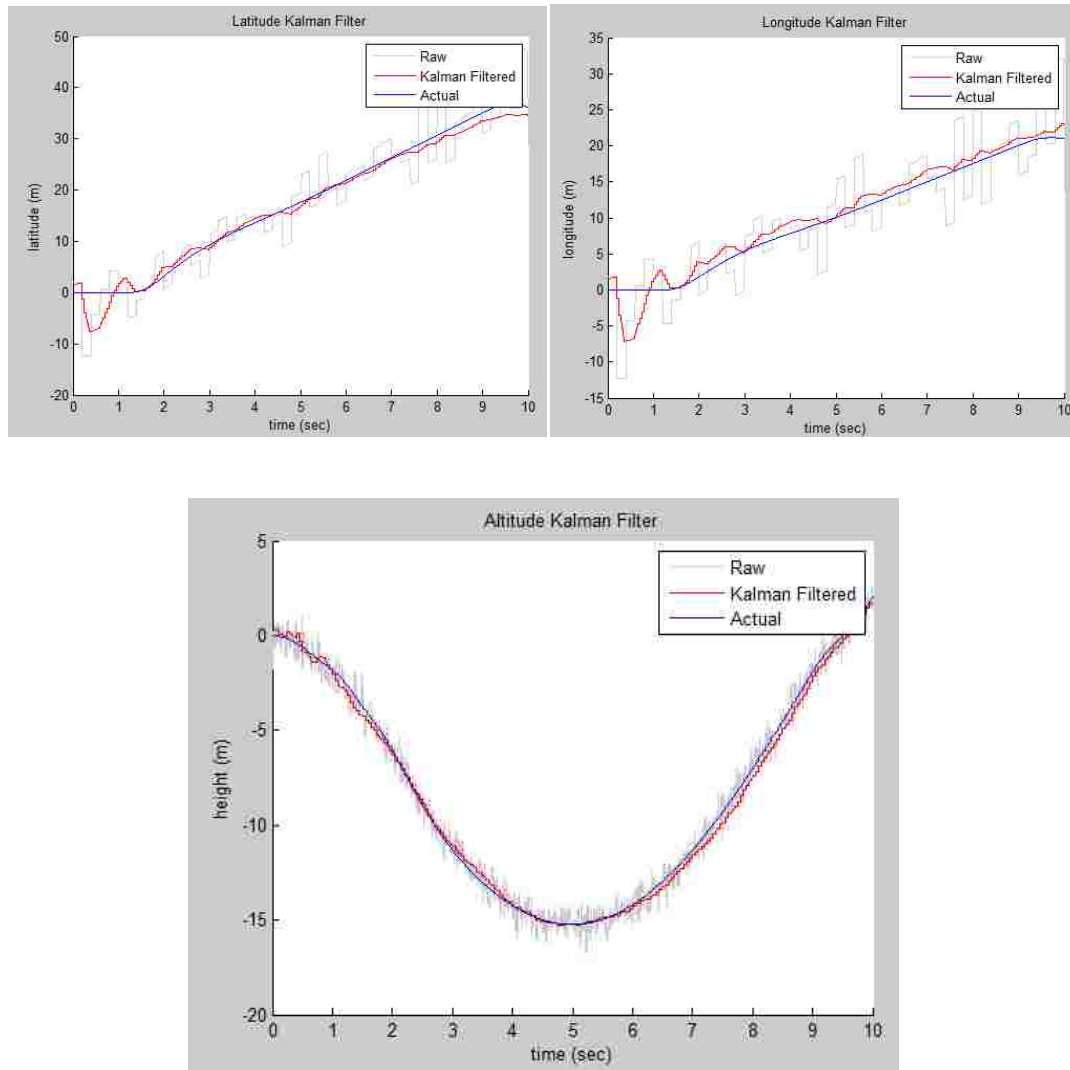 Latitude Kalman Filter
50
40
30
20
10
0
-10
-20
latitude (m)
Raw
Kalman Filtered
Actual
0 1 2 3 4 5 6 7 8 9 10
time (sec)
Longitude Kalman Filter
35
30
25
20
15
10
5
0
-5
-10
-15
longitude (m)
Raw
Kalman Filtered
Actual
0 1 2 3 4 5 6 7 8 9 10
time (sec)
Altitude Kalman Filter
5
0
-5
-10
-15
-20
height (m)
Raw
Kalman Filtered
Actual
0 1 2 3 4 5 6 7 8 9 10
time (sec)